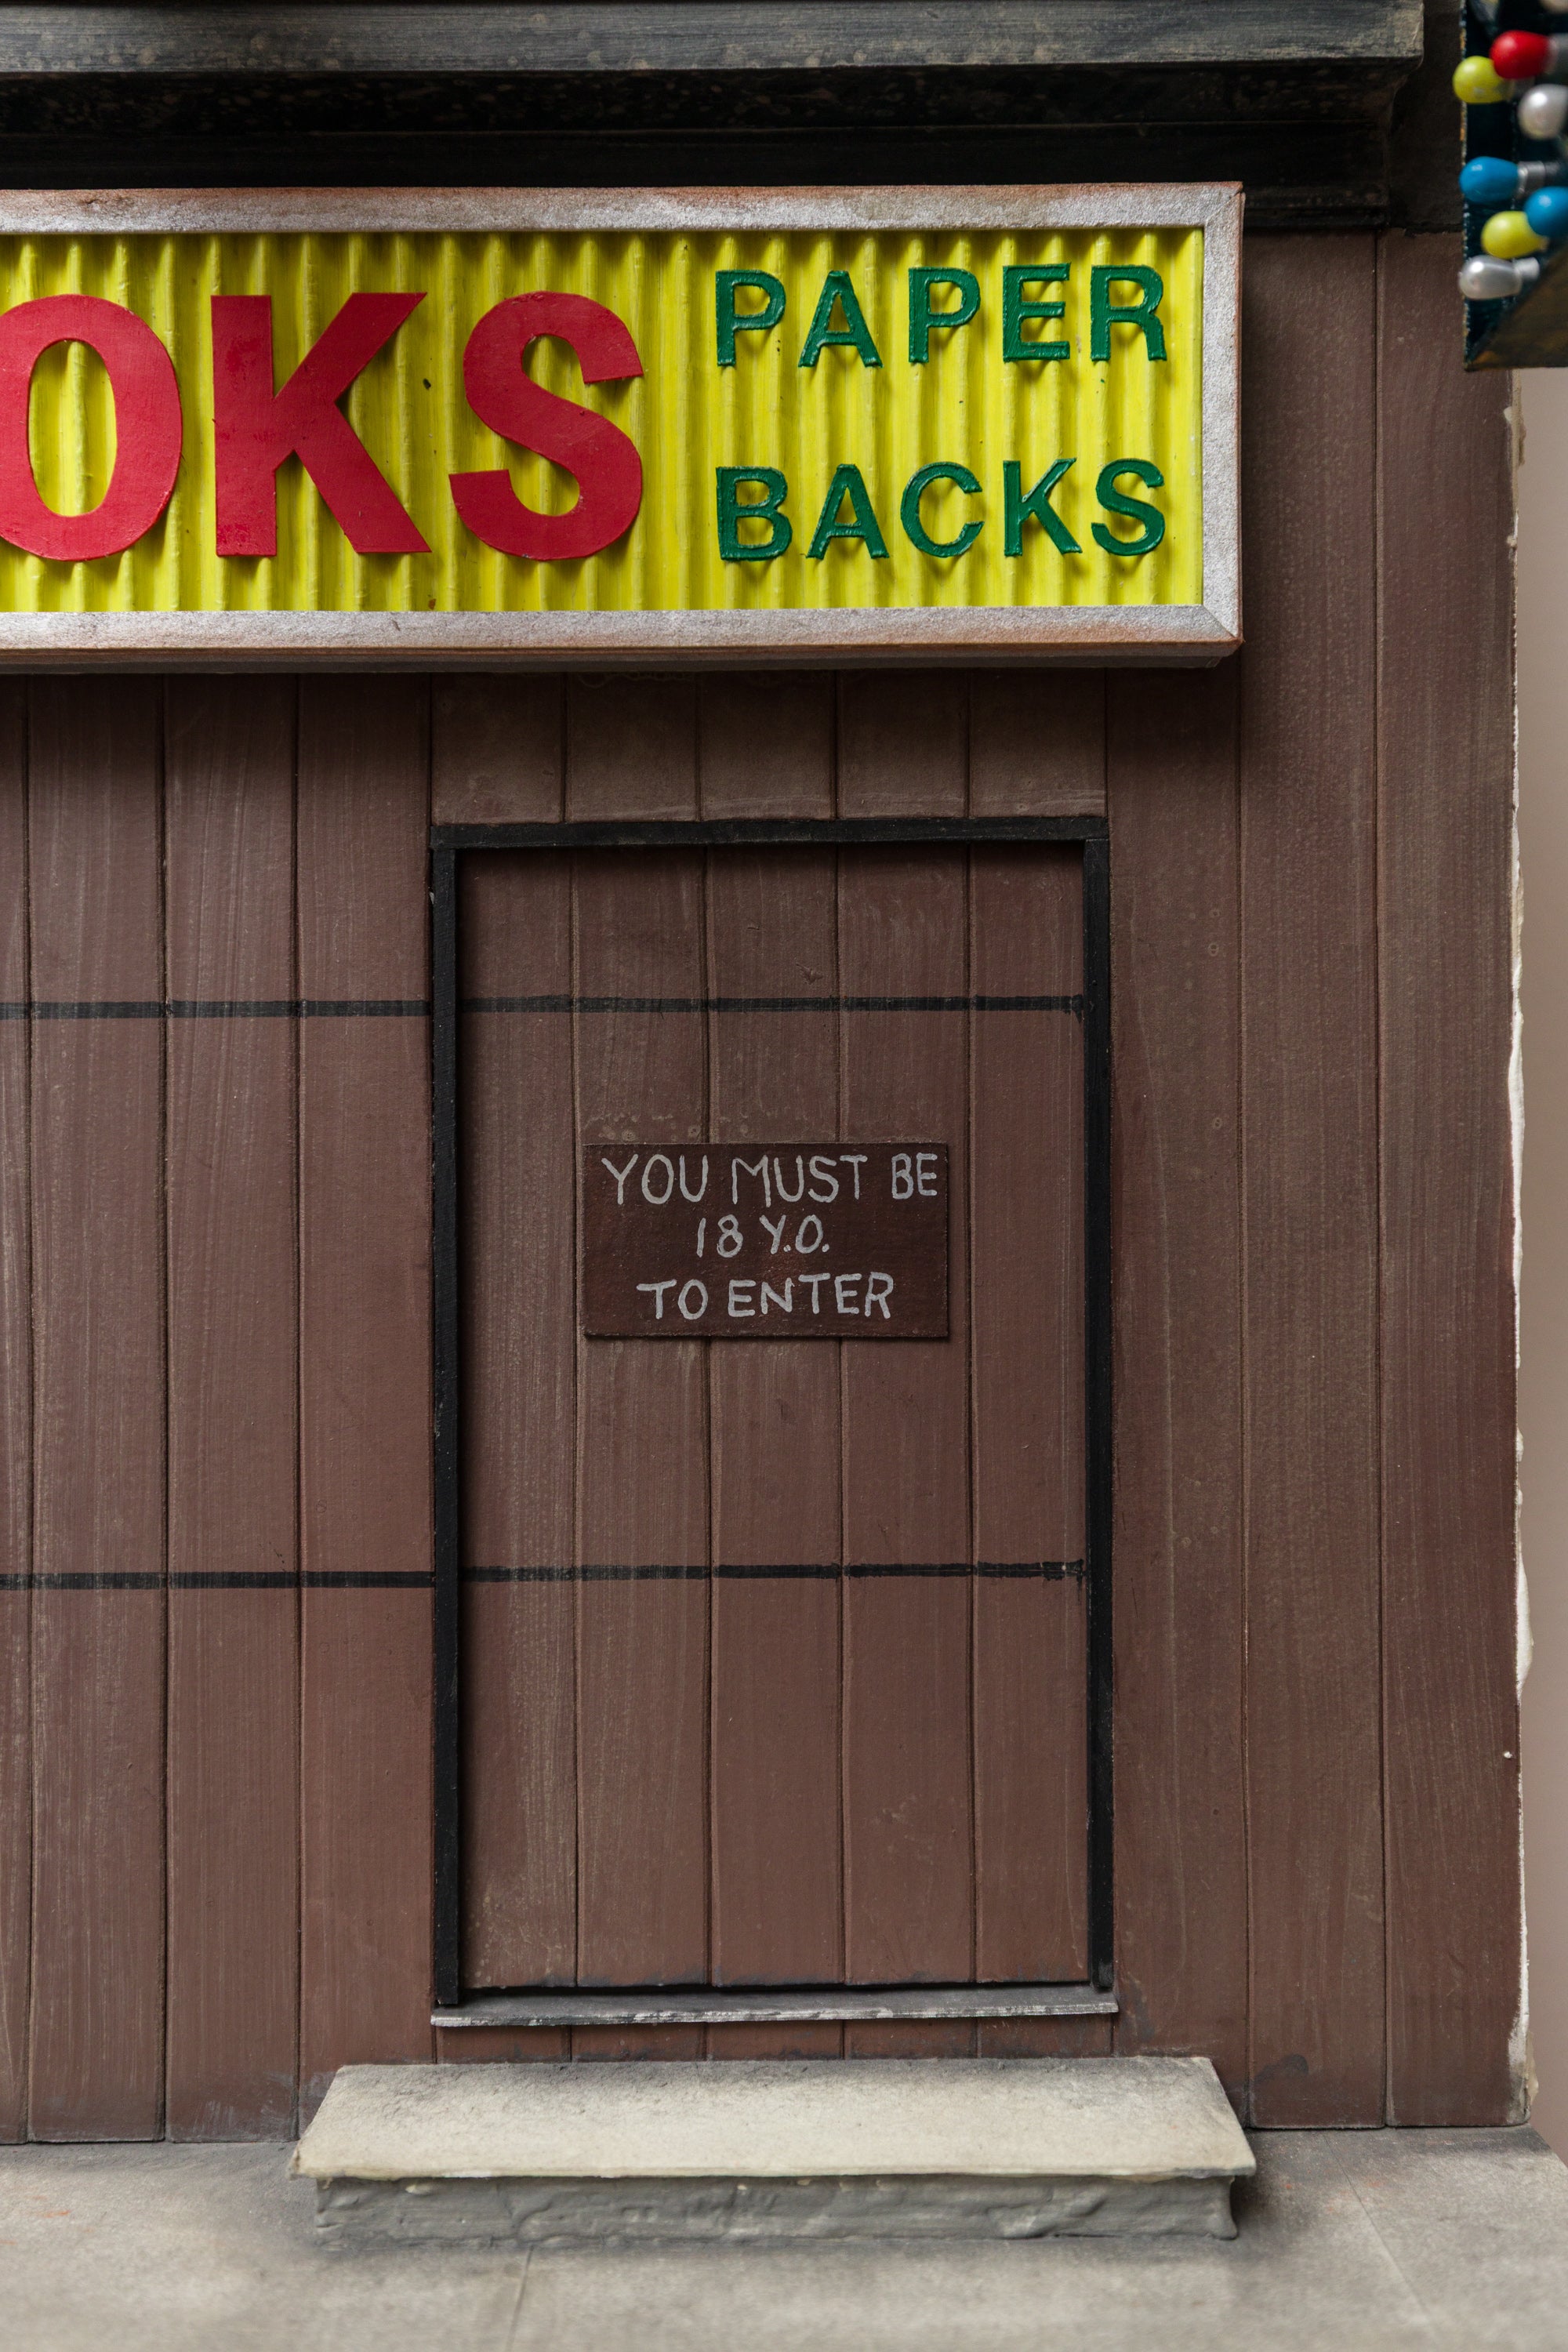 OKS
PAPER
BACKS
YOU MUST BE
18 Y.O.
TO ENTER